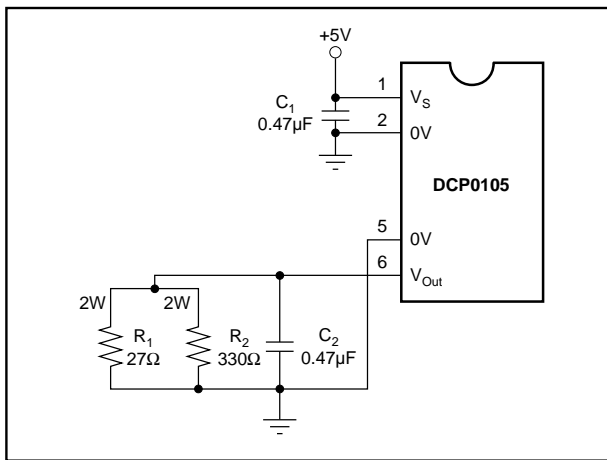 +5V
1
V_S
C_1
0.47µF
2
0V
DCP0105
5
0V
6
V_Out
2W
2W
R_1
27Ω
R_2
330Ω
C_2
0.47µF